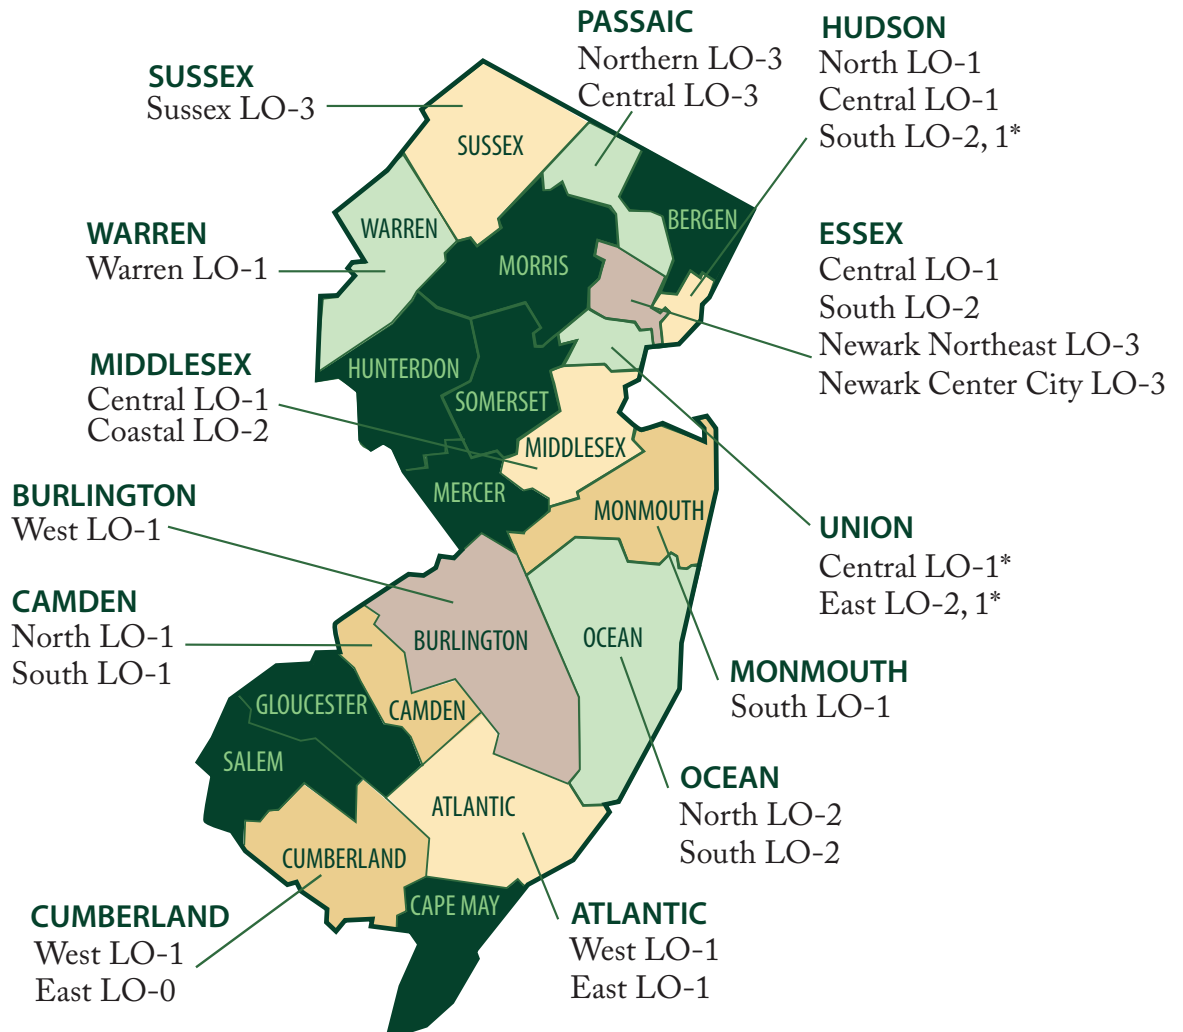 PASSAIC
Northern LO-3
Central LO-3
HUDSON
North LO-1
Central LO-1
South LO-2, 1*
SUSSEX
Sussex LO-3
SUSSEX
WARREN
Warren LO-1
WARREN
BERGEN
MORRIS
ESSEX
Central LO-1
South LO-2
Newark Northeast LO-3
Newark Center City LO-3
MIDDLESEX
Central LO-1
Coastal LO-2
HUNTERDON
SOMERSET
MIDDLESEX
MERCER
MONMOUTH
BURLINGTON
West LO-1
UNION
Central LO-1*
East LO-2, 1*
CAMDEN
North LO-1
South LO-1
BURLINGTON
OCEAN
MONMOUTH
South LO-1
GLOUCESTER
CAMDEN
SALEM
ATLANTIC
OCEAN
North LO-2
South LO-2
CUMBERLAND
CAPE MAY
CUMBERLAND
West LO-1
East LO-0
ATLANTIC
West LO-1
East LO-1